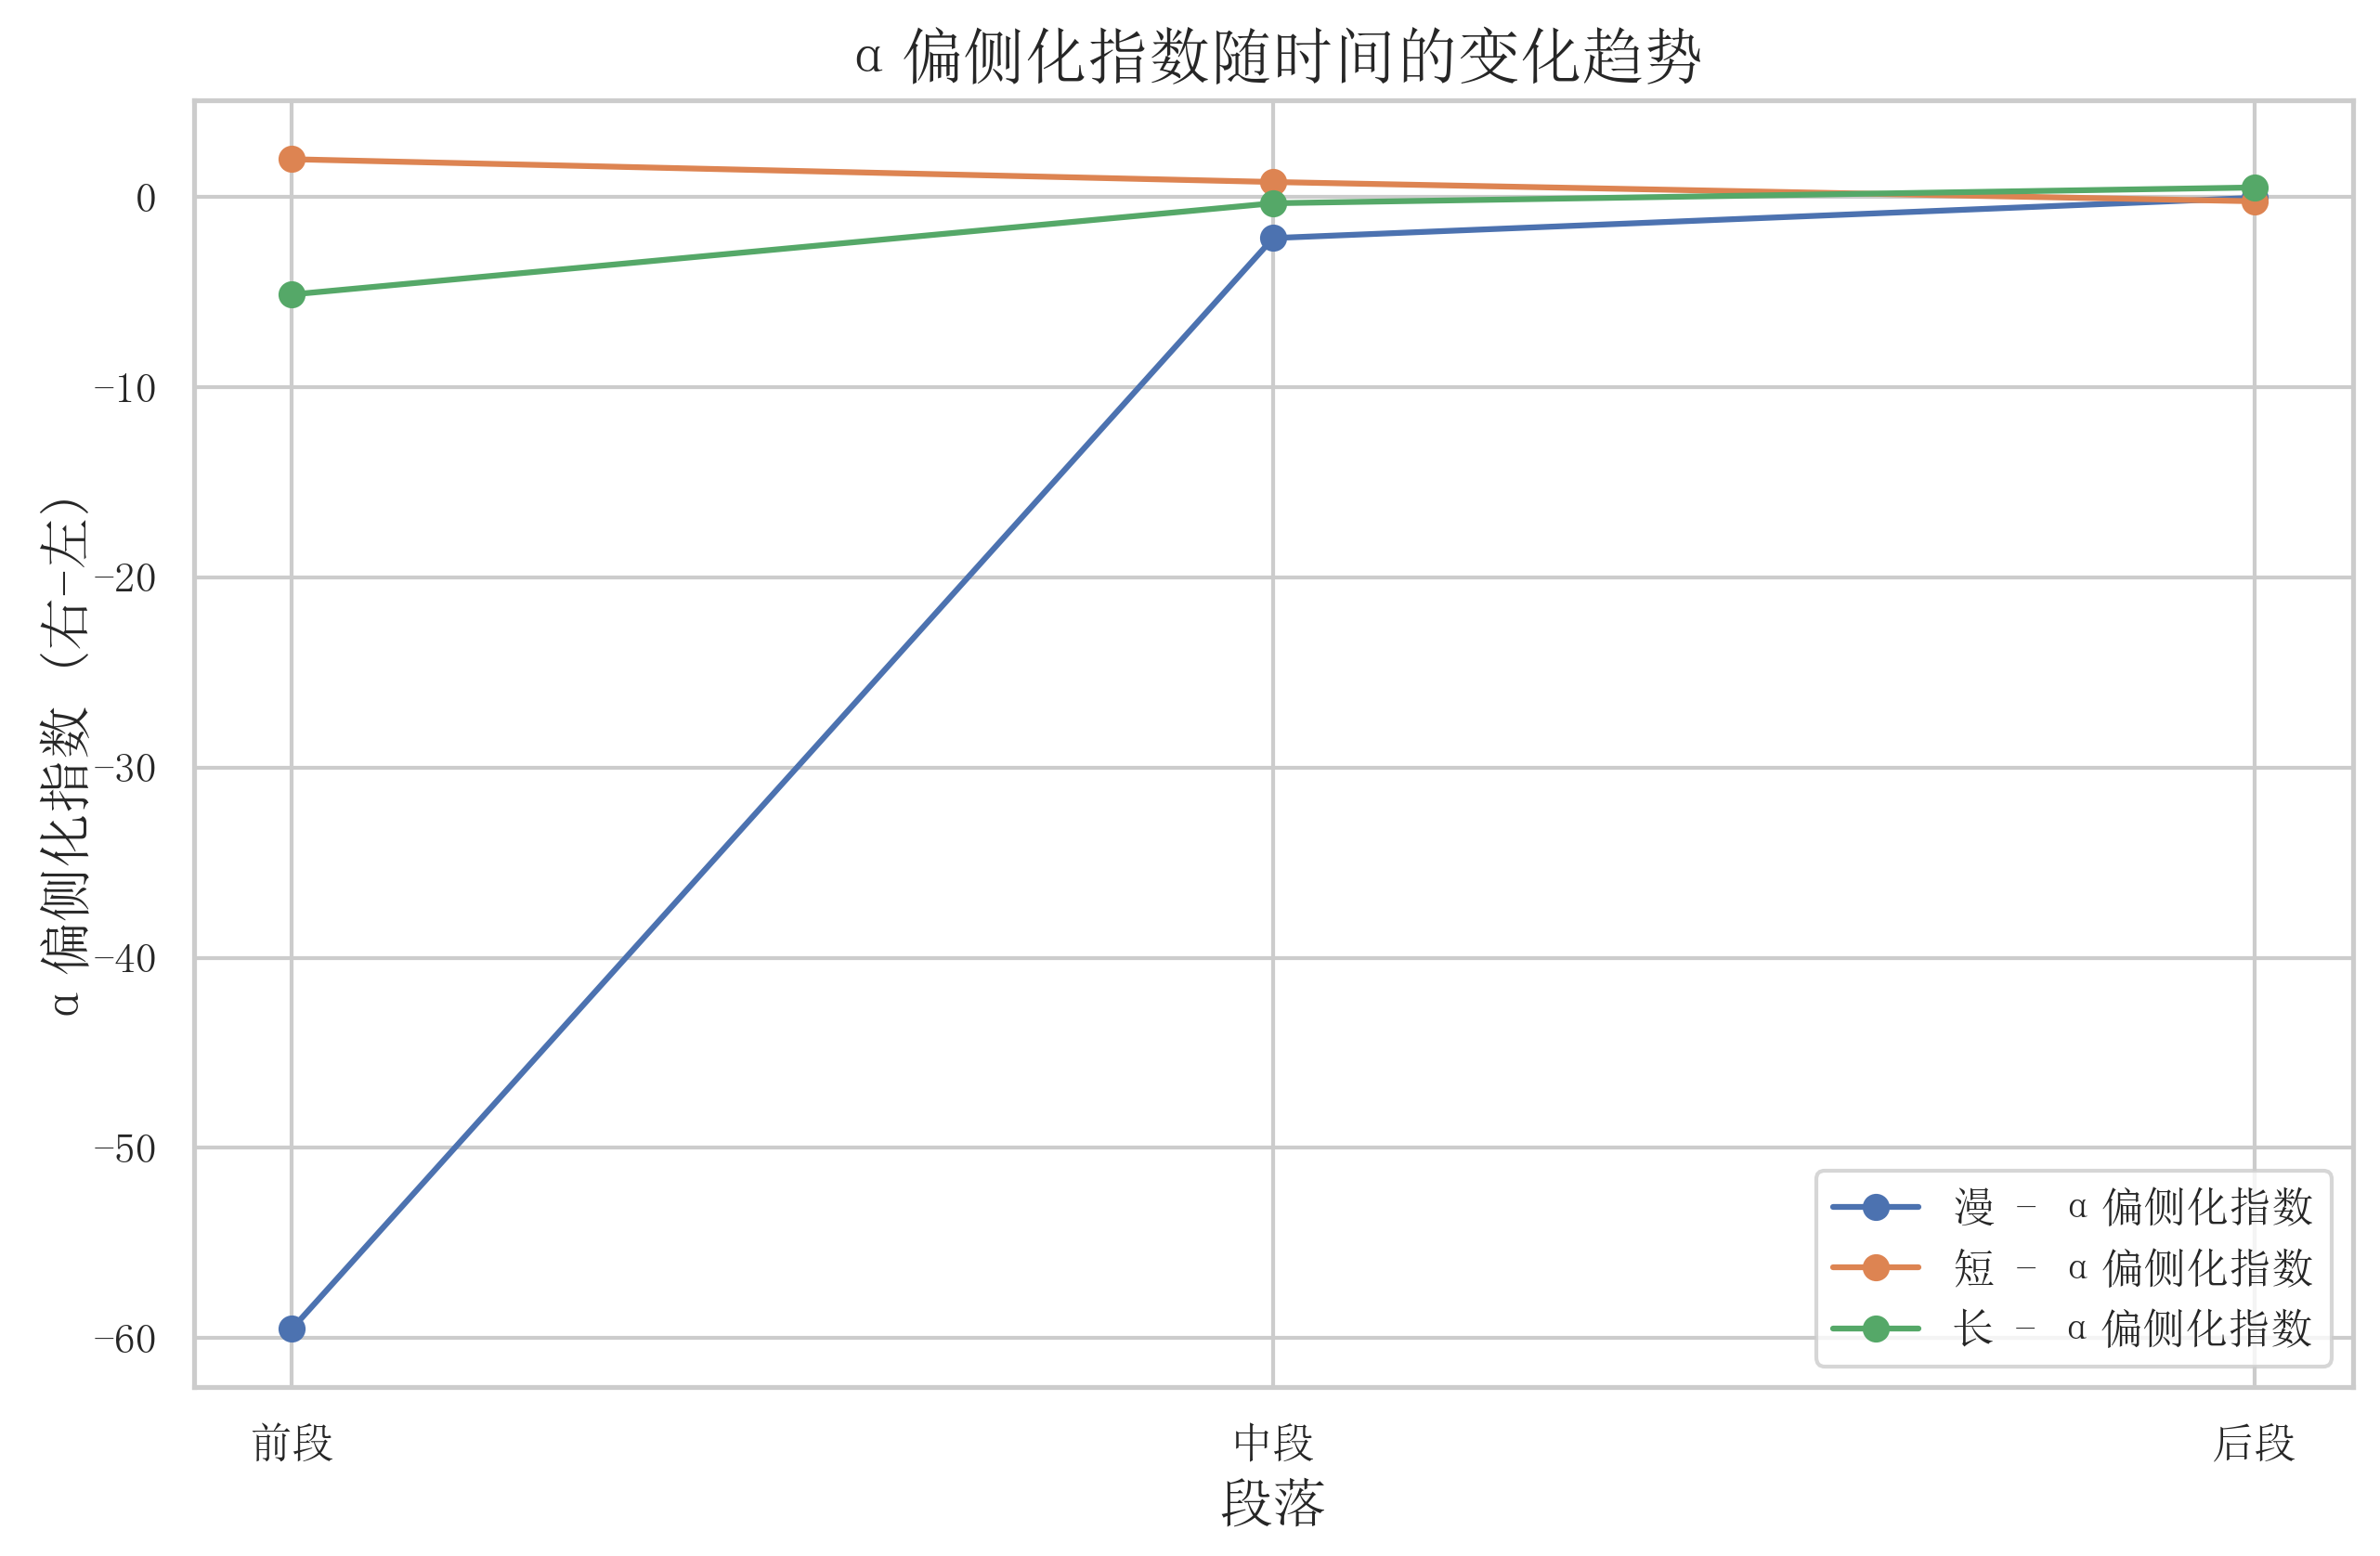 α 偏侧化指数随时间的变化趋势
α 偏侧化指数 (右-左)
0
−10
−20
−30
−40
−50
−60
漫 - α 偏侧化指数
短 - α 偏侧化指数
长 - α 偏侧化指数
前段
中段
后段
段落